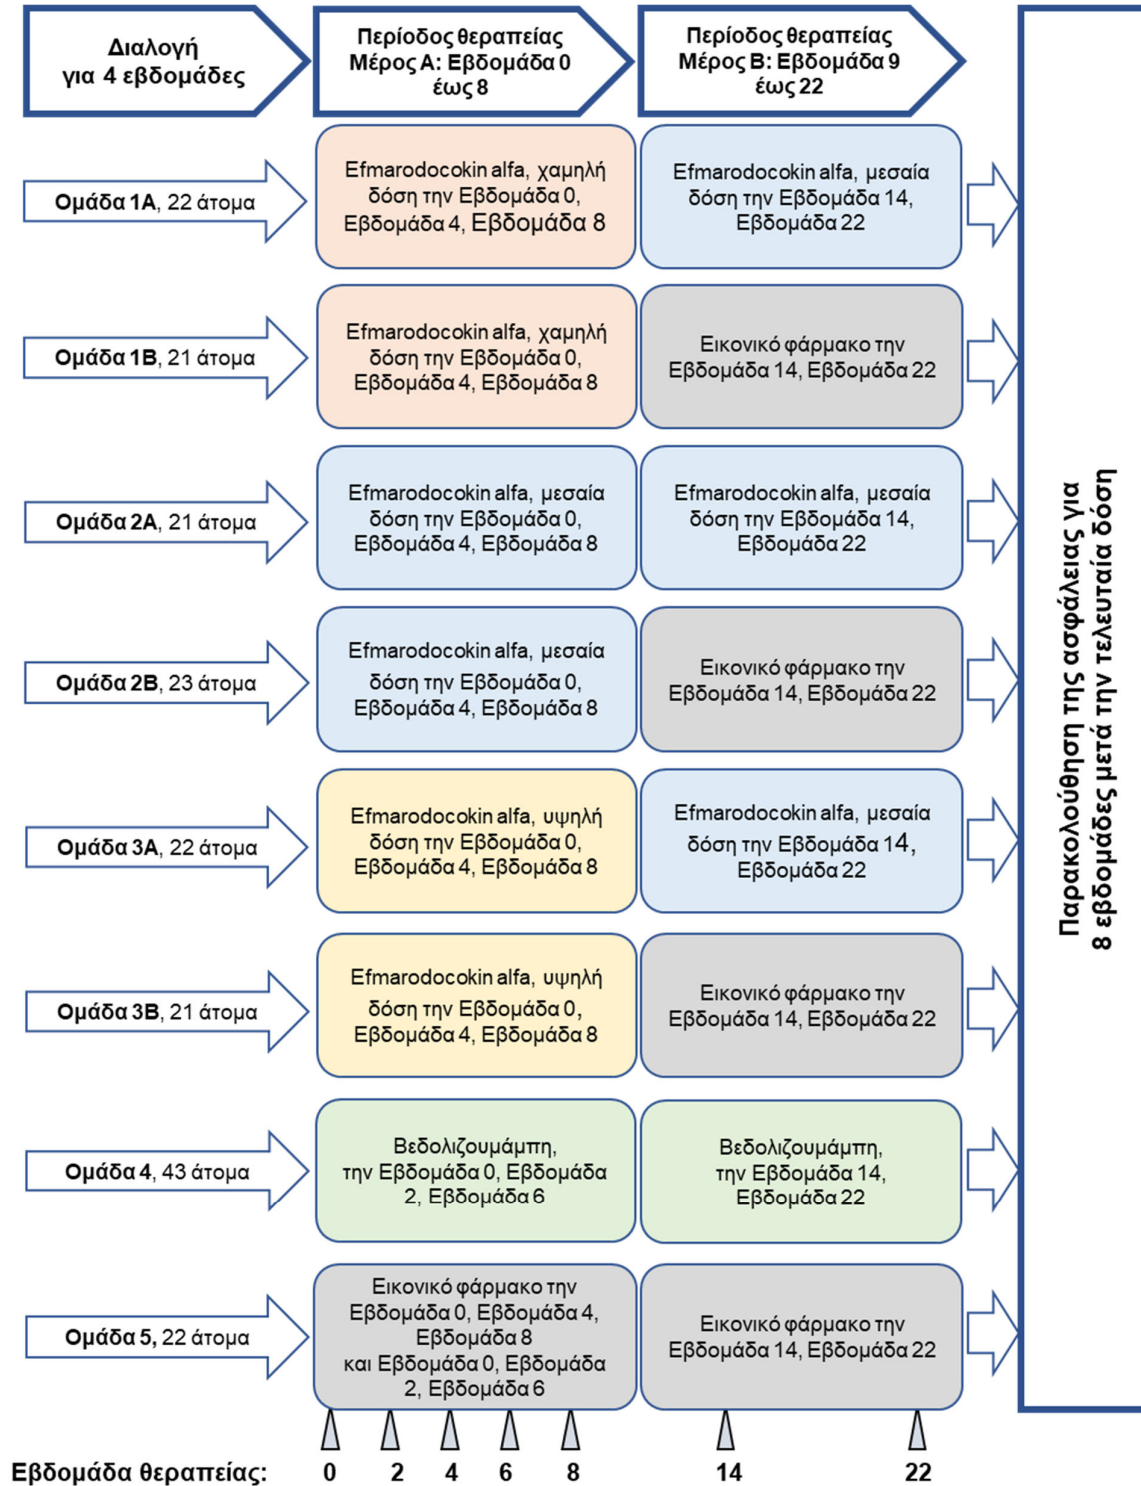 Διαλογή
για 4 εβδομάδες
Περίοδος θεραπείας
Μέρος Α: Εβδομάδα 0
έως 8
Περίοδος θεραπείας
Μέρος Β: Εβδομάδα 9
έως 22
Ομάδα 1Α, 22 άτομα
Efmarodocokin alfa, χαμηλή
δόση την Εβδομάδα 0,
Εβδομάδα 4, Εβδομάδα 8
Efmarodocokin alfa, μεσαία
δόση την Εβδομάδα 14,
Εβδομάδα 22
Ομάδα 1Β, 21 άτομα
Efmarodocokin alfa, χαμηλή
δόση την Εβδομάδα 0,
Εβδομάδα 4, Εβδομάδα 8
Εικονικό φάρμακο την
Εβδομάδα 14, Εβδομάδα 22
Ομάδα 2Α, 21 άτομα
Efmarodocokin alfa, μεσαία
δόση την Εβδομάδα 0,
Εβδομάδα 4, Εβδομάδα 8
Efmarodocokin alfa, μεσαία
δόση την Εβδομάδα 14,
Εβδομάδα 22
Ομάδα 2Β, 23 άτομα
Efmarodocokin alfa, μεσαία
δόση την Εβδομάδα 0,
Εβδομάδα 4, Εβδομάδα 8
Εικονικό φάρμακο την
Εβδομάδα 14, Εβδομάδα 22
Ομάδα 3Α, 22 άτομα
Efmarodocokin alfa, υψηλή
δόση την Εβδομάδα 0,
Εβδομάδα 4, Εβδομάδα 8
Efmarodocokin alfa, μεσαία
δόση την Εβδομάδα 14,
Εβδομάδα 22
Ομάδα 3Β, 21 άτομα
Efmarodocokin alfa, υψηλή
δόση την Εβδομάδα 0,
Εβδομάδα 4, Εβδομάδα 8
Εικονικό φάρμακο την
Εβδομάδα 14, Εβδομάδα 22
Ομάδα 4, 43 άτομα
Βεδολιζουμάμπη,
την Εβδομάδα 0, Εβδομάδα
2, Εβδομάδα 6
Βεδολιζουμάμπη,
την Εβδομάδα 14,
Εβδομάδα 22
Ομάδα 5, 22 άτομα
Εικονικό φάρμακο την
Εβδομάδα 0, Εβδομάδα 4,
Εβδομάδα 8
και Εβδομάδα 0, Εβδομάδα
2, Εβδομάδα 6
Εικονικό φάρμακο την
Εβδομάδα 14, Εβδομάδα 22
Παρακολούθηση της ασφάλειας για
8 εβδομάδες μετά την τελευταία δόση
Εβδομάδα θεραπείας: 0 2 4 6 8 14 22